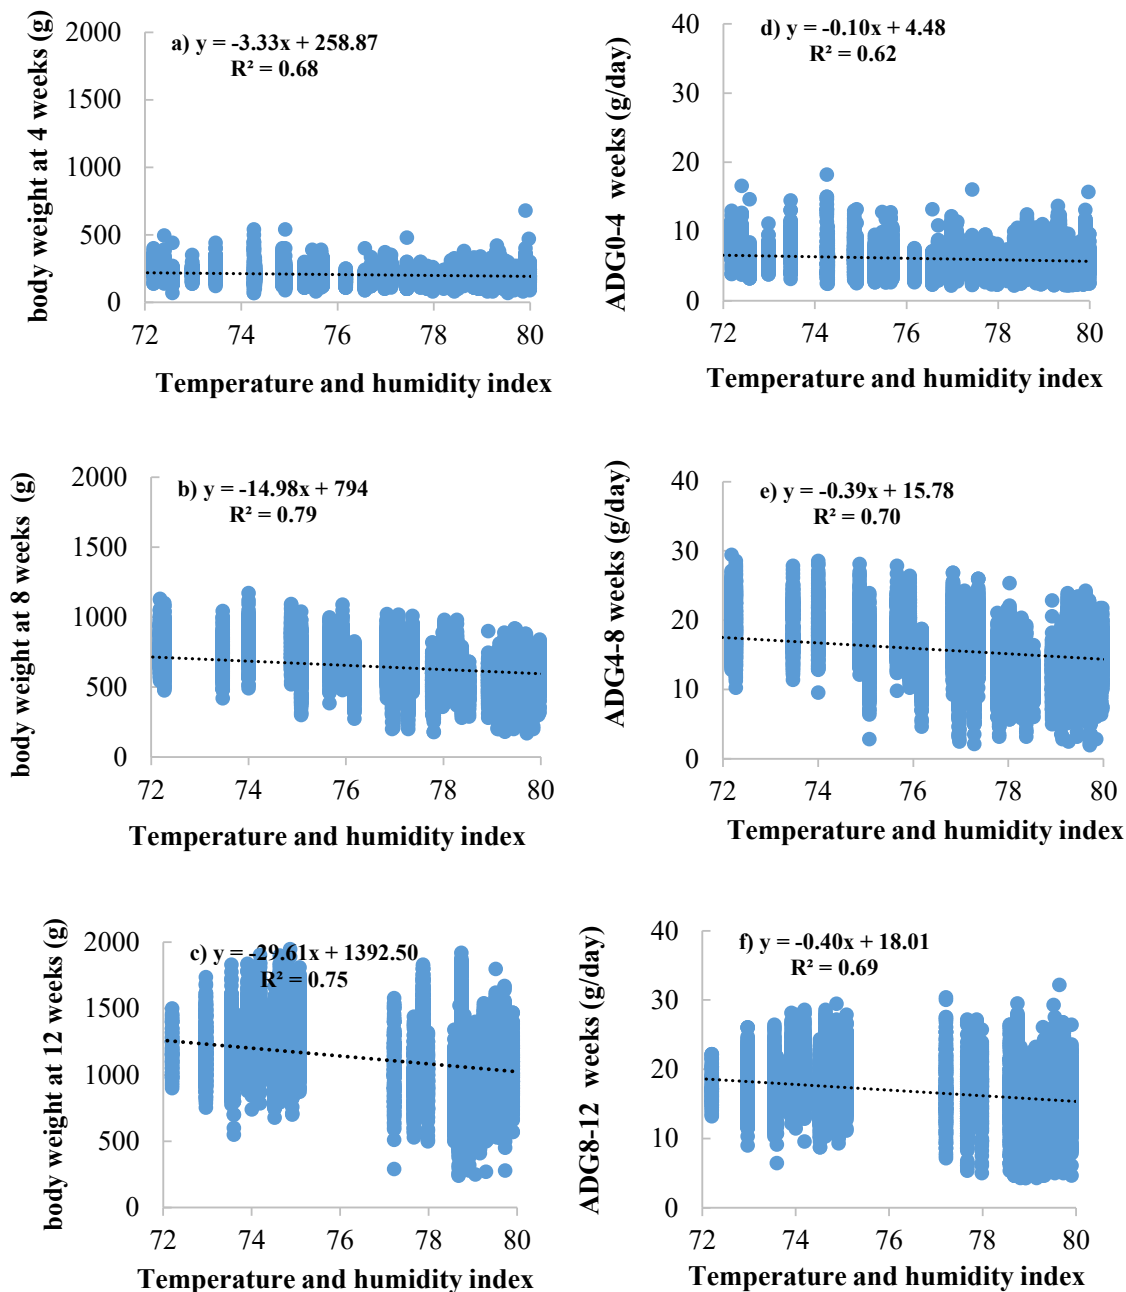 body weight at 4 weeks (g)
2000
1500
1000
500
0
a) y = -3.33x + 258.87
R² = 0.68
72
74
76
78
80
Temperature and humidity index
ADG0-4 weeks (g/day)
40
30
20
10
0
d) y = -0.10x + 4.48
R² = 0.62
72
74
76
78
80
Temperature and humidity index
body weight at 8 weeks (g)
2000
1500
1000
500
0
b) y = -14.98x + 794
R² = 0.79
72
74
76
78
80
Temperature and humidity index
ADG4-8 weeks (g/day)
40
30
20
10
0
e) y = -0.39x + 15.78
R² = 0.70
72
74
76
78
80
Temperature and humidity index
body weight at 12 weeks (g)
2000
1500
1000
500
0
c) y = -29.61x + 1392.50
R² = 0.75
72
74
76
78
80
Temperature and humidity index
ADG8-12 weeks (g/day)
40
30
20
10
0
f) y = -0.40x + 18.01
R² = 0.69
72
74
76
78
80
Temperature and humidity index